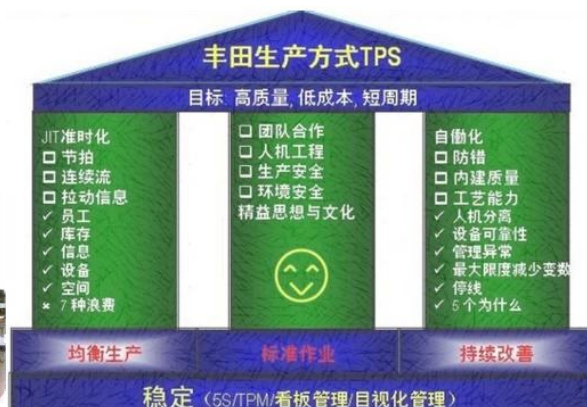 丰田生产方式TPS
目标: 高质量, 低成本, 短周期
JIT准时化
节拍
连续流
拉动信息
员工
库存
信息
设备
空间
7种浪费
团队合作
人机工程
生产安全
环境安全
精益思想与文化
自働化
防错
内建质量
工艺能力
人机分离
设备可靠性
管理异常
最大限度减少变数
停线
5个为什么
均衡生产
标准作业
持续改善
稳定（5S/TPM/看板管理/目视化管理）